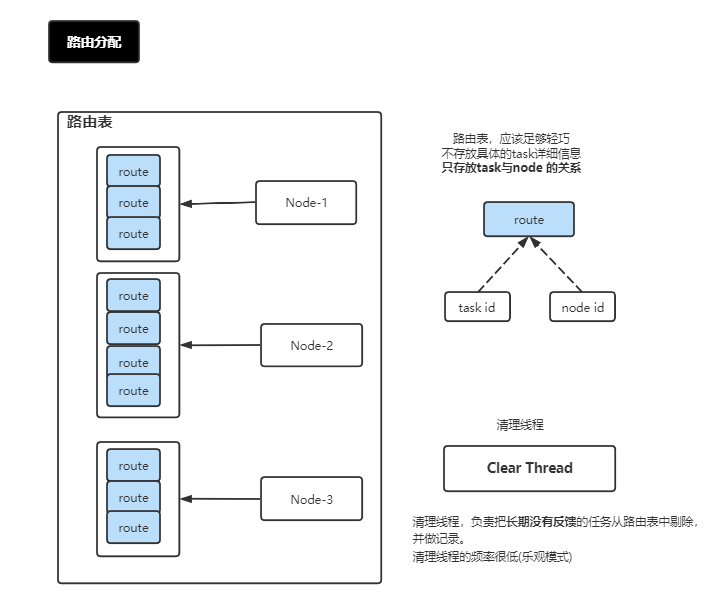 路由分配
路由表
route
route
route
Node-1
route
route
route
route
Node-2
route
route
route
Node-3
路由表，应该足够轻巧
不存放具体的task详细信息
只存放task与node 的关系
route
task id
node id
清理线程
Clear Thread
清理线程，负责把长期没有反馈的任务从路由表中剔除，
并做记录。
清理线程的频率很低(乐观模式)